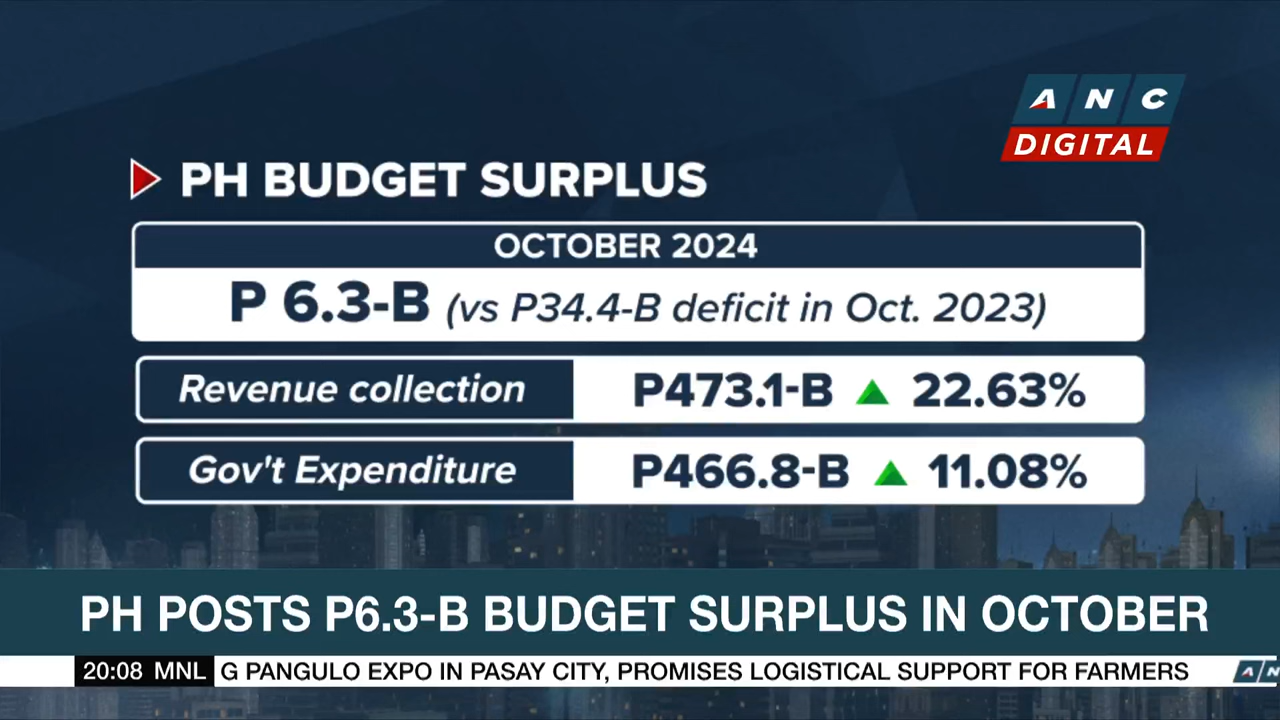 ANC
DIGITAL
PH BUDGET SURPLUS
OCTOBER 2024
P 6.3-B (vs P34.4-B deficit in Oct. 2023)
Revenue collection P473.1-B 22.63%
Gov't Expenditure P466.8-B 11.08%
PH POSTS P6.3-B BUDGET SURPLUS IN OCTOBER
20:08 MNL G PANGULO EXPO IN PASAY CITY, PROMISES LOGISTICAL SUPPORT FOR FARMERS AN